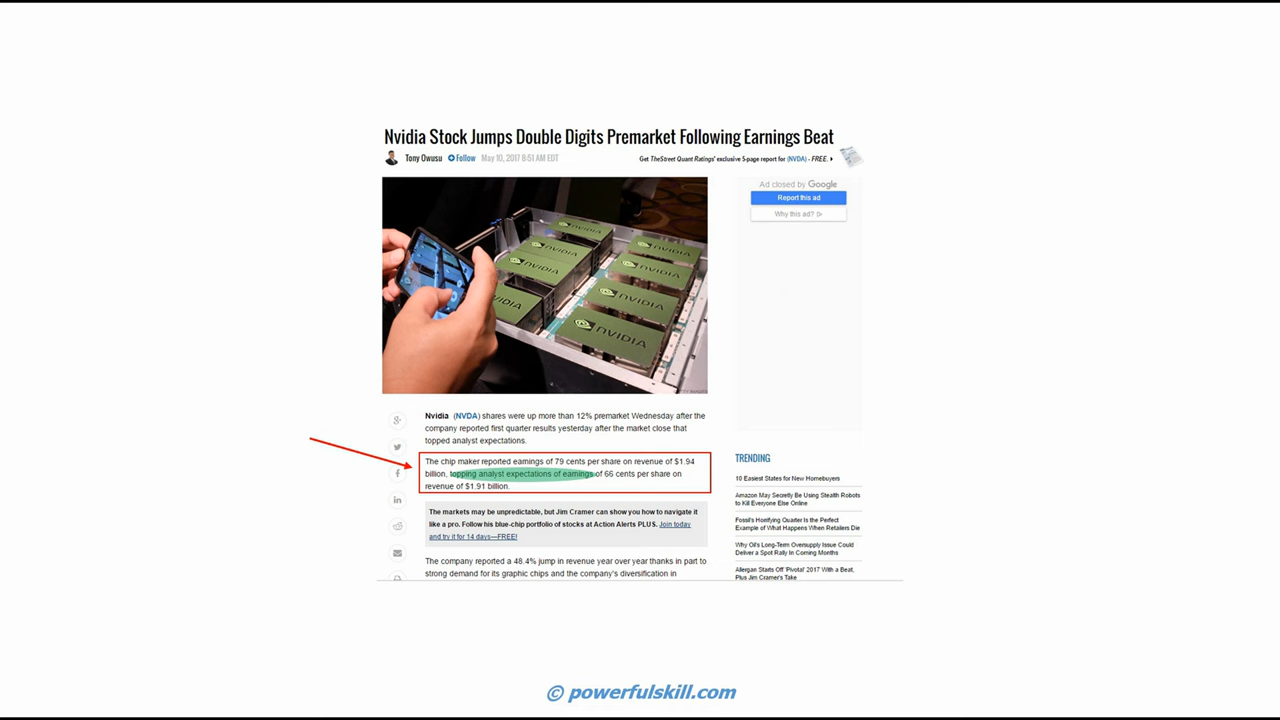 Nvidia Stock Jumps Double Digits Premarket Following Earnings Beat
Tony Owusu Follow May 10, 2017 8:51 AM EDT
Get TheStreet Quant Ratings' exclusive 5-page report for (NVDA) - FREE.
Ad closed by Google
Report this ad
Why this ad?
NVIDIA
NVIDIA
NVIDIA
NVIDIA
NVIDIA
NVIDIA
NVIDIA
NVIDIA
Nvidia (NVDA) shares were up more than 12% premarket Wednesday after the
company reported first quarter results yesterday after the market close that
topped analyst expectations.
The chip maker reported earnings of 79 cents per share on revenue of $1.94
billion, topping analyst expectations of earnings of 66 cents per share on
revenue of $1.91 billion.
The markets may be unpredictable, but Jim Cramer can show you how to navigate it
like a pro. Follow his blue-chip portfolio of stocks at Action Alerts PLUS. Join today
and try it for 14 days—FREE!
The company reported a 48.4% jump in revenue year over year thanks in part to
strong demand for its graphic chips and the company's diversification in
TRENDING
10 Easiest States for New Homebuyers
Amazon May Secretly Be Using Stealth Robots
to Kill Everyone Else Online
Fossil's Horrifying Quarter Is the Perfect
Example of What Happens When Retailers Die
Why Oil's Long-Term Oversupply Issue Could
Deliver a Spot Rally In Coming Months
Allergan Starts Off 'Pivotal' 2017 With a Beat,
Plus Jim Cramer's Take
© powerfulskill.com